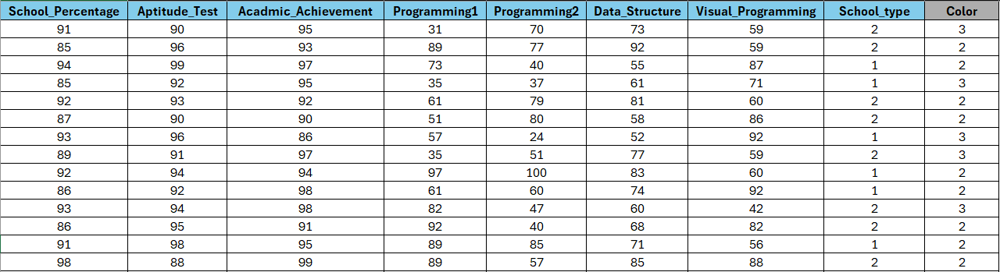 School_Percentage Aptitude_Test Acadmic_Achievement Programming1 Programming2 Data_Structure Visual_Programming School_type Color
91 90 95 31 70 73 59 2 3
85 96 93 89 77 92 59 2 2
94 99 97 73 40 55 87 1 2
85 92 95 35 37 61 71 1 3
92 93 92 61 79 81 60 2 2
87 90 90 51 80 58 86 2 2
93 96 86 57 24 52 92 1 3
89 91 97 35 51 77 59 2 3
92 94 94 97 100 83 60 1 2
86 92 98 61 60 74 92 1 2
93 94 98 82 47 60 42 2 3
86 95 91 92 40 68 82 2 2
91 98 95 89 85 71 56 1 2
98 88 99 89 57 85 88 2 2